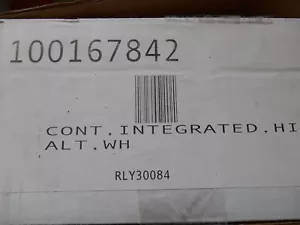 100167842
CONT.INTEGRATED.HI
ALT.WH
RLY30084